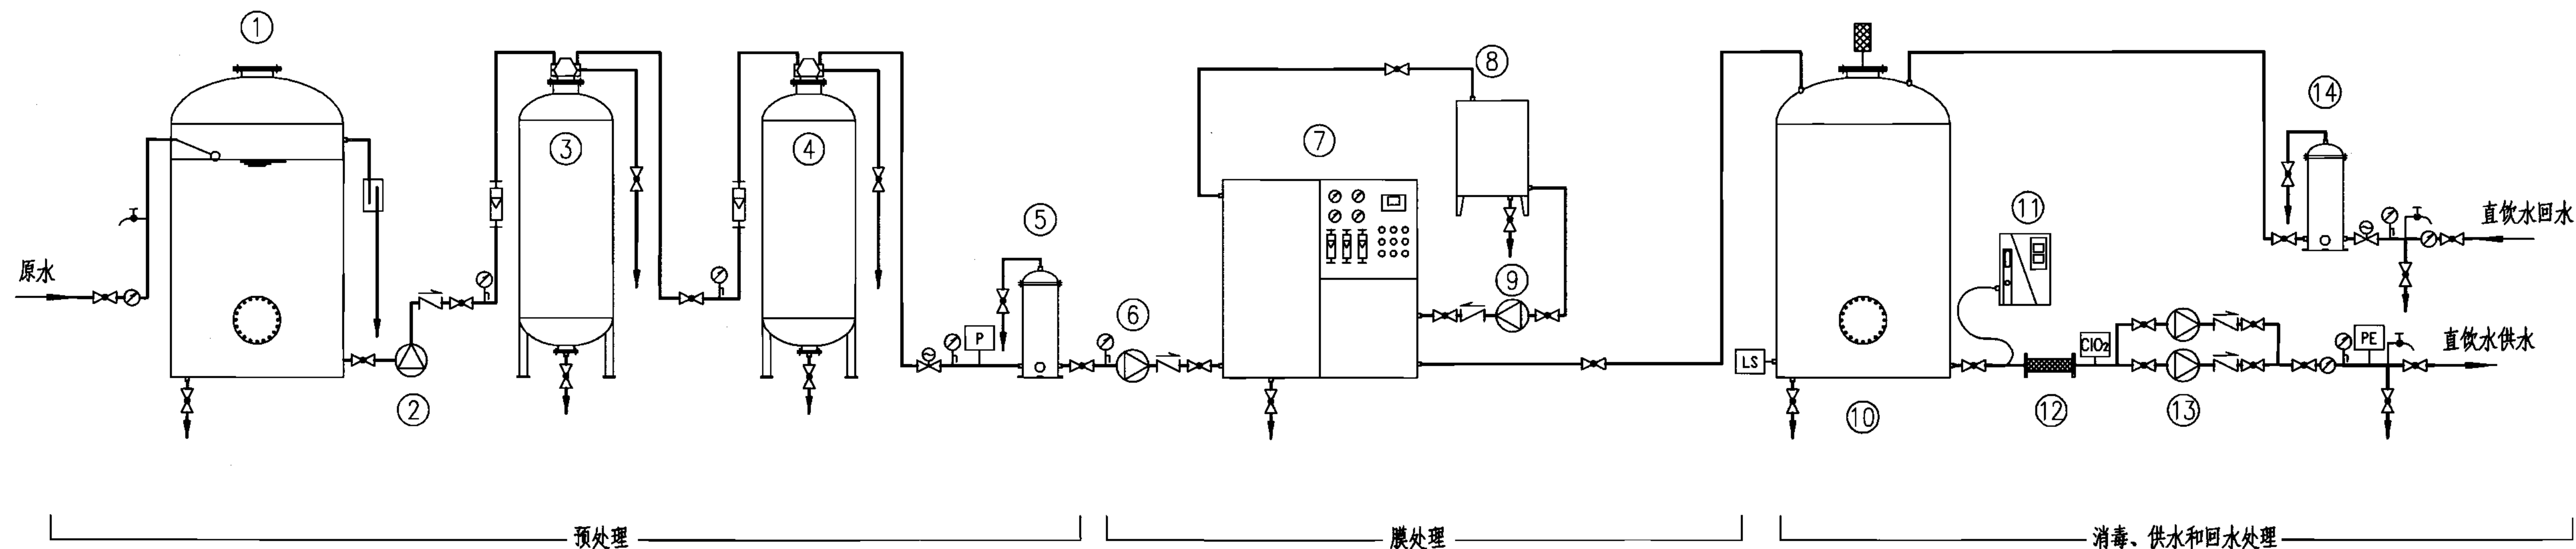 ①
⑧
⑭
③
④
⑦
⑤
⑪
直饮水回水
原水
⑨
⑥
P
ClO₂
PE
直饮水供水
LS
②
⑩
⑫
⑬
预处理
膜处理
消毒、供水和回水处理